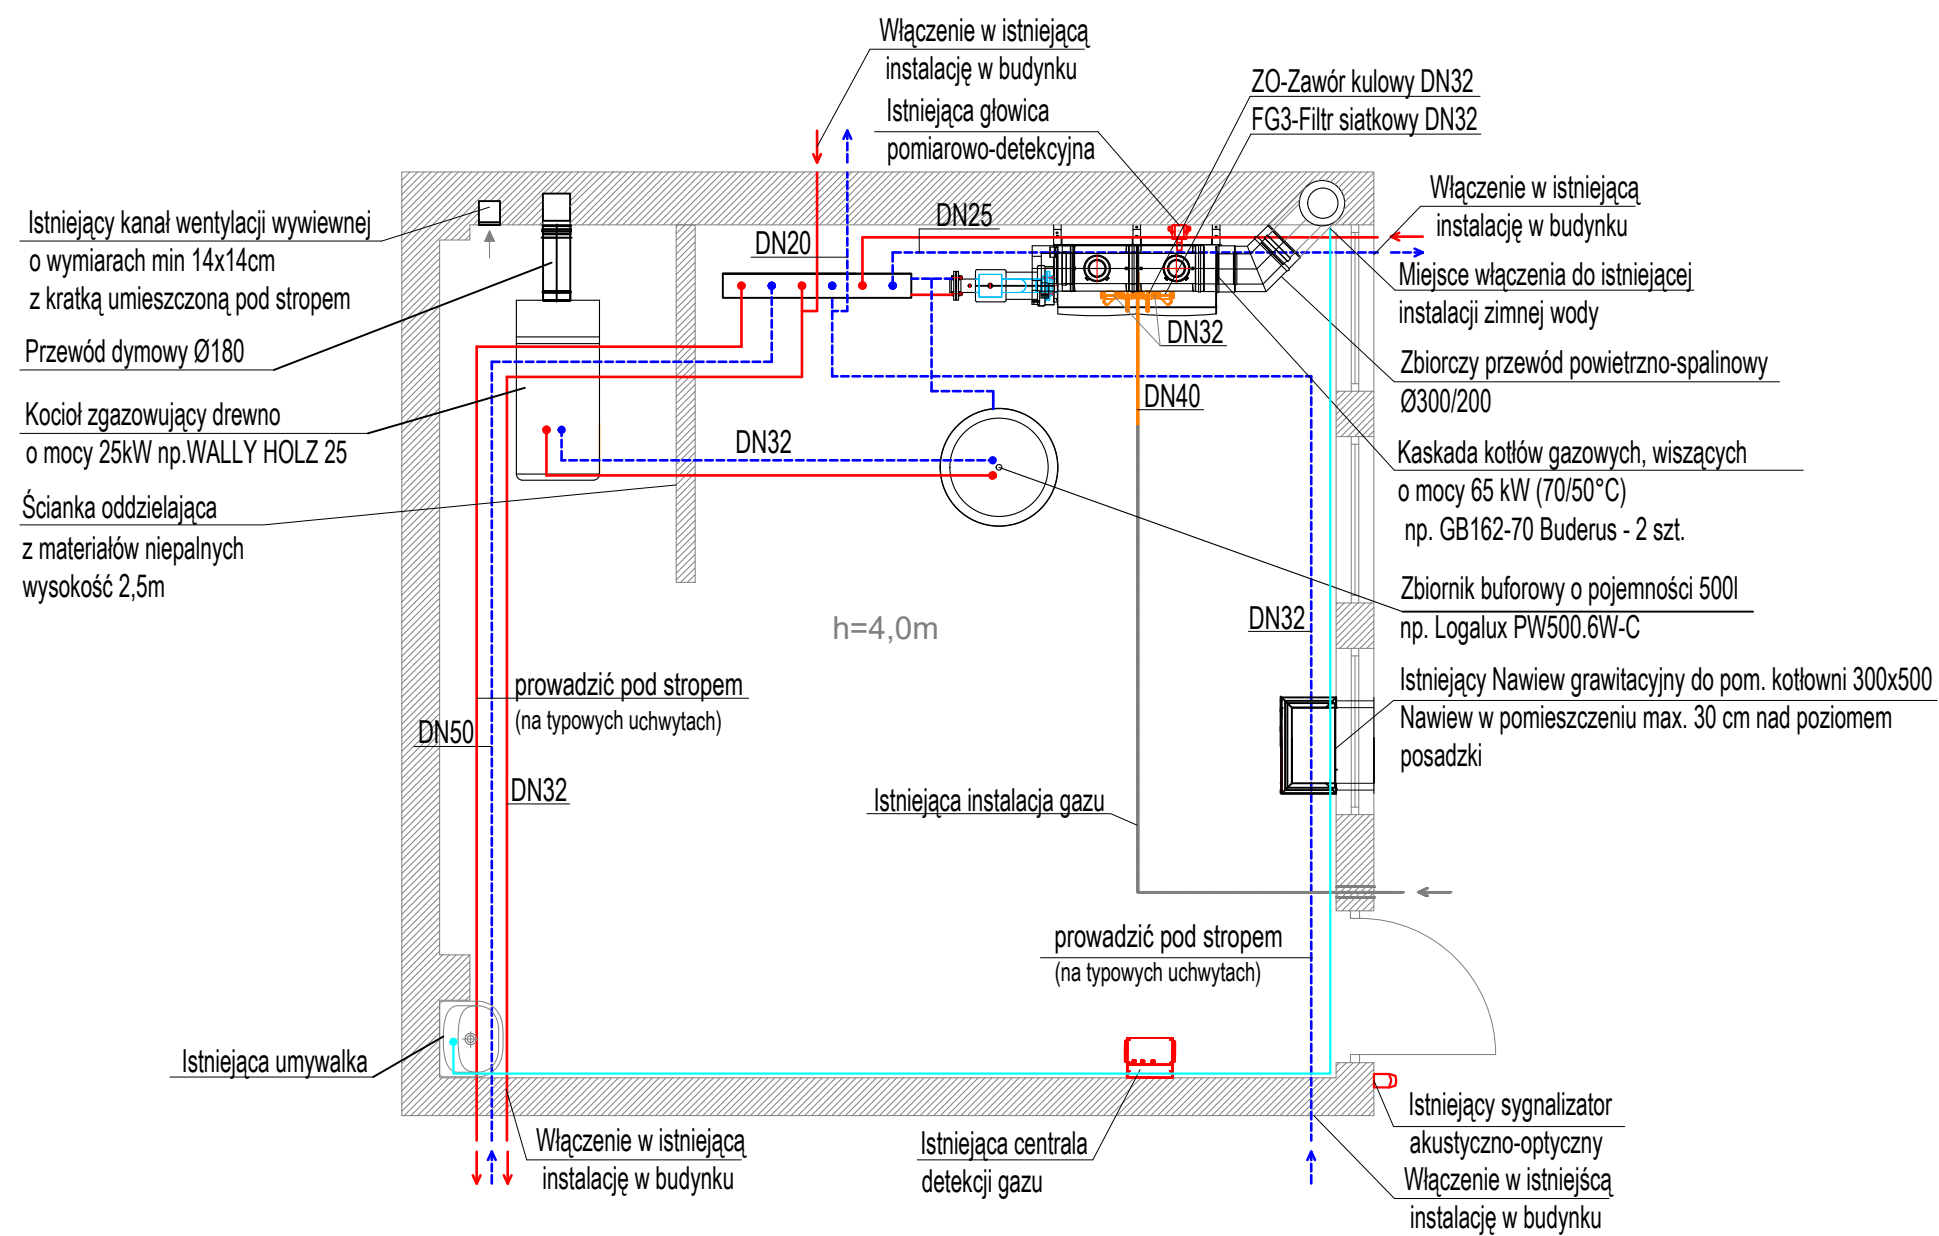 Włączenie w istniejącą
instalację w budynku
Istniejąca głowica
pomiarowo-detekcyjna
ZO-Zawór kulowy DN32
FG3-Filtr siatkowy DN32
Włączenie w istniejącą
instalację w budynku
Miejsce włączenia do istniejącej
instalacji zimnej wody
Zbiorczy przewód powietrzno-spalinowy
Ø300/200
Kaskada kotłów gazowych, wiszących
o mocy 65 kW (70/50°C)
np. GB162-70 Buderus - 2 szt.
Zbiornik buforowy o pojemności 500l
np. Logalux PW500.6W-C
Istniejący Nawiew grawitacyjny do pom. kotłowni 300x500
Nawiew w pomieszczeniu max. 30 cm nad poziomem
posadzki
Istniejący kanał wentylacji wywiewnej
o wymiarach min 14x14cm
z kratką umieszczoną pod stropem
Przewód dymowy Ø180
Kocioł zgazowujący drewno
o mocy 25kW np.WALLY HOLZ 25
Ścianka oddzielająca
z materiałów niepalnych
wysokość 2,5m
DN25
DN20
DN32
DN40
DN32
h=4,0m
DN32
prowadzić pod stropem
(na typowych uchwytach)
DN50
DN32
Istniejąca instalacja gazu
prowadzić pod stropem
(na typowych uchwytach)
Istniejąca umywalka
Włączenie w istniejącą
instalację w budynku
Istniejąca centrala
detekcji gazu
Istniejący sygnalizator
akustyczno-optyczny
Włączenie w istniejścą
instalację w budynku